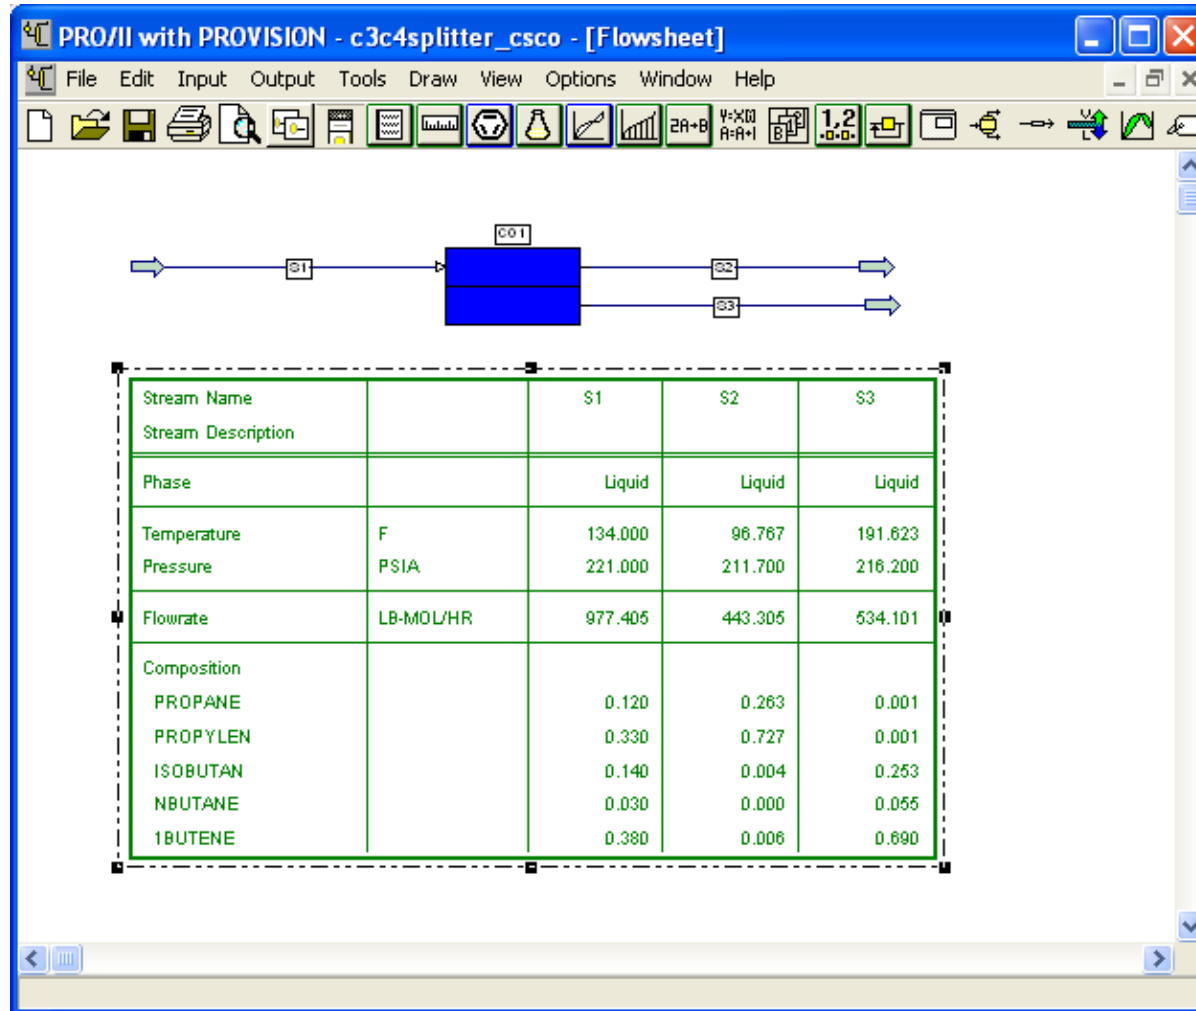 PRO/II with PROVISION - c3c4splitter_csco - [Flowsheet]
File Edit Input Output Tools Draw View Options Window Help
2A→B Y=X(I) A=A+I B 1.2
CO1
S1 S2
S3
Stream Name S1 S2 S3
Stream Description
Phase Liquid Liquid Liquid
Temperature F 134.000 96.767 191.623
Pressure PSIA 221.000 211.700 216.200
Flowrate LB-MOL/HR 977.405 443.305 534.101
Composition
PROPANE 0.120 0.263 0.001
PROPYLEN 0.330 0.727 0.001
ISOBUTAN 0.140 0.004 0.253
NBUTANE 0.030 0.000 0.055
1BUTENE 0.380 0.006 0.690